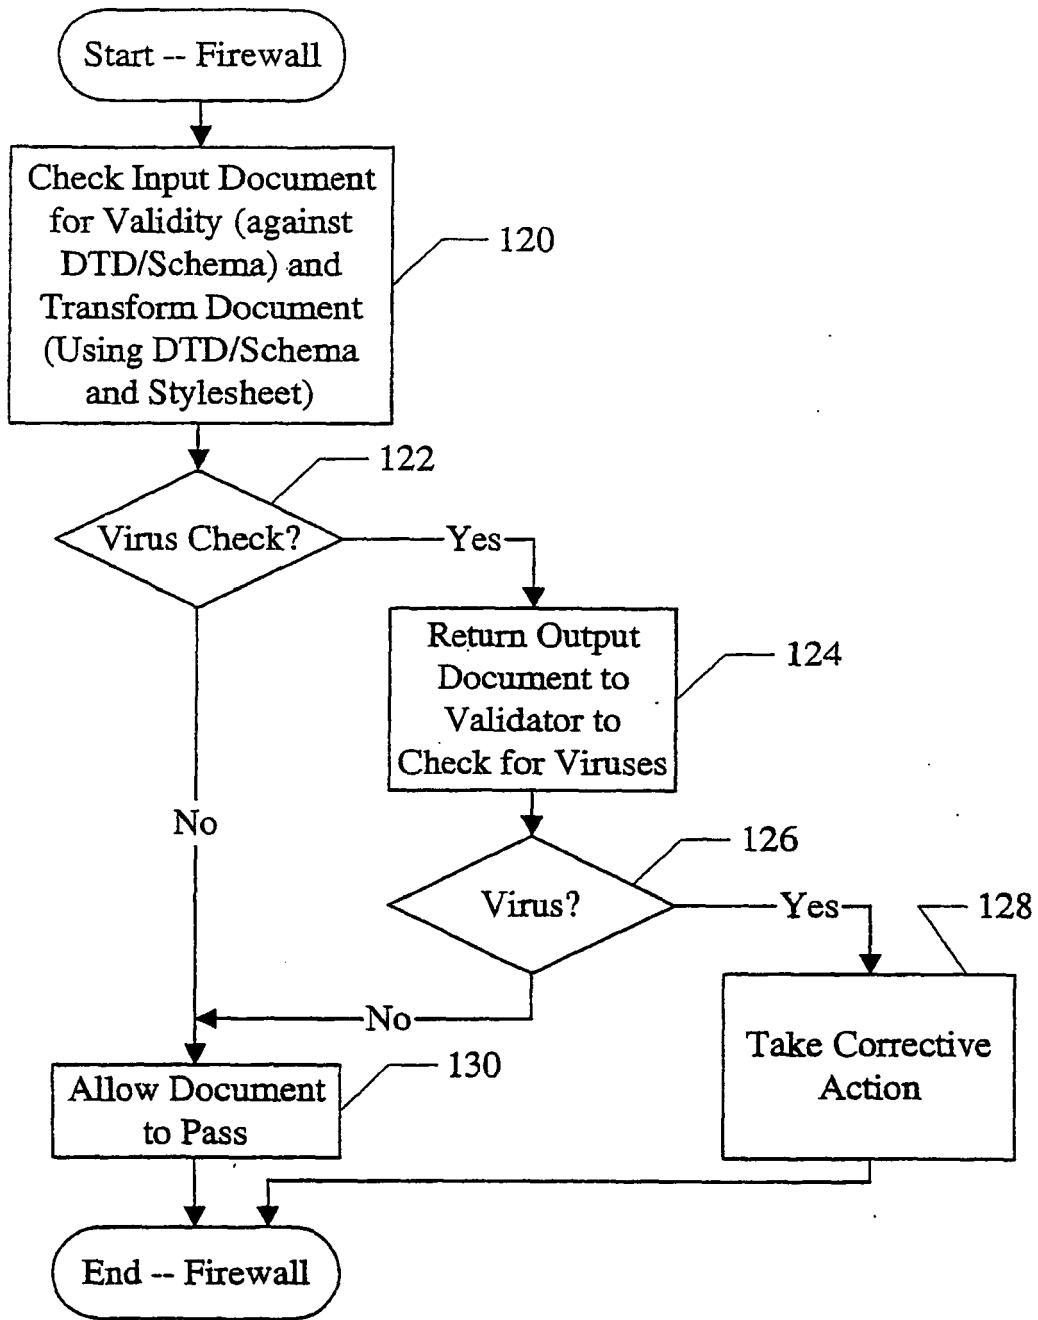 Start -- Firewall
Check Input Document
for Validity (against
DTD/Schema) and
Transform Document
(Using DTD/Schema
and Stylesheet)
120
122
Virus Check?
Yes
Return Output
Document to
Validator to
Check for Viruses
124
No
126
Virus?
Yes
128
No
Take Corrective
Action
130
Allow Document
to Pass
End -- Firewall